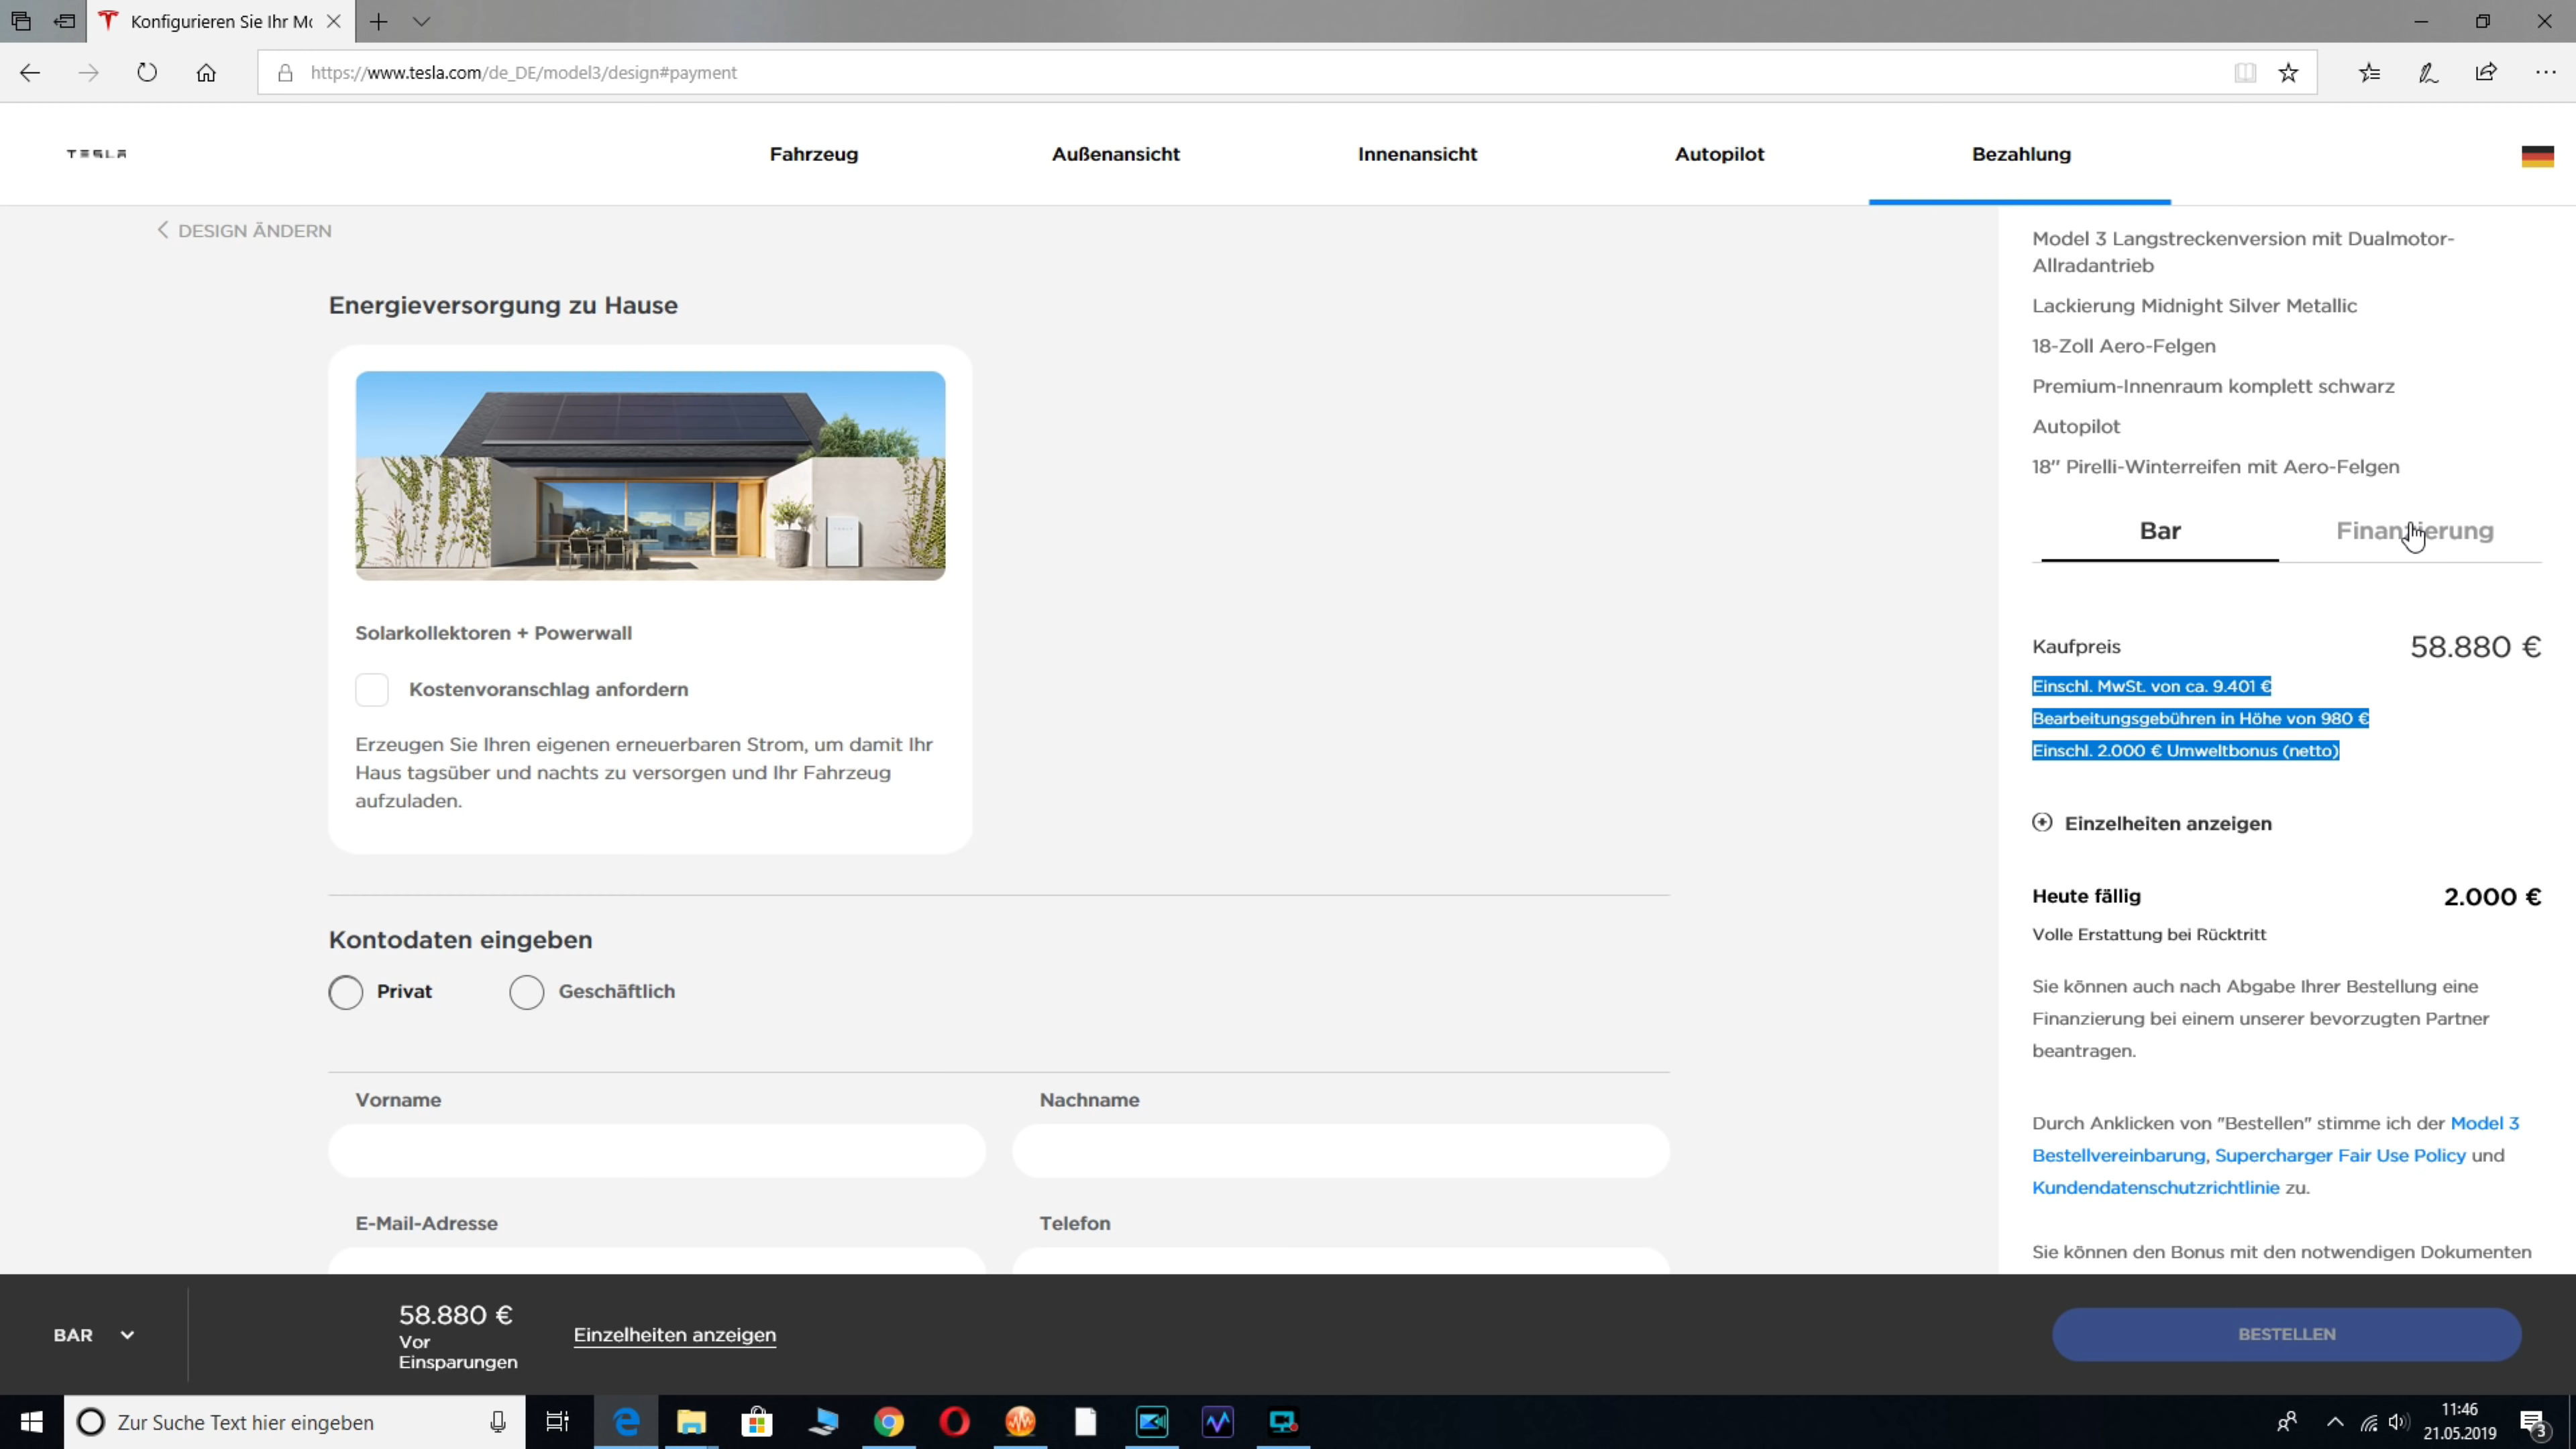 Konfigurieren Sie Ihr Mo
https://www.tesla.com/de_DE/model3/design#payment
TESLA
Fahrzeug
Außenansicht
Innenansicht
Autopilot
Bezahlung
DESIGN ÄNDERN
Energieversorgung zu Hause
Solarkollektoren + Powerwall
Kostenvoranschlag anfordern
Erzeugen Sie Ihren eigenen erneuerbaren Strom, um damit Ihr
Haus tagsüber und nachts zu versorgen und Ihr Fahrzeug
aufzuladen.
Kontodaten eingeben
Privat
Geschäftlich
Vorname
Nachname
E-Mail-Adresse
Telefon
Model 3 Langstreckenversion mit Dualmotor-
Allradantrieb
Lackierung Midnight Silver Metallic
18-Zoll Aero-Felgen
Premium-Innenraum komplett schwarz
Autopilot
18″ Pirelli-Winterreifen mit Aero-Felgen
Bar
Finanzierung
Kaufpreis 58.880 €
Einschl. MwSt. von ca. 9.401 €
Bearbeitungsgebühren in Höhe von 980 €
Einschl. 2.000 € Umweltbonus (netto)
Einzelheiten anzeigen
Heute fällig 2.000 €
Volle Erstattung bei Rücktritt
Sie können auch nach Abgabe Ihrer Bestellung eine
Finanzierung bei einem unserer bevorzugten Partner
beantragen.
Durch Anklicken von "Bestellen" stimme ich der Model 3
Bestellvereinbarung, Supercharger Fair Use Policy und
Kundendatenschutzrichtlinie zu.
Sie können den Bonus mit den notwendigen Dokumenten
BAR
58.880 €
Vor
Einsparungen
Einzelheiten anzeigen
BESTELLEN
Zur Suche Text hier eingeben
11:46
21.05.2019
3